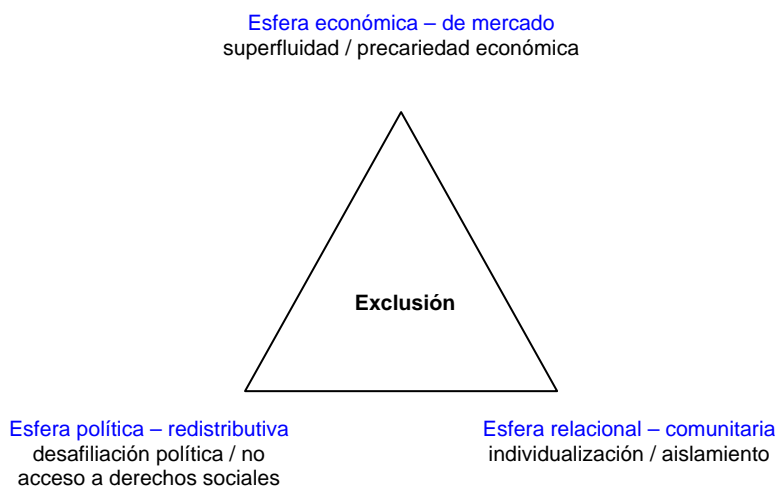 Esfera económica – de mercado
superfluidad / precariedad económica
Exclusión
Esfera política – redistributiva
desafiliación política / no
acceso a derechos sociales
Esfera relacional – comunitaria
individualización / aislamiento